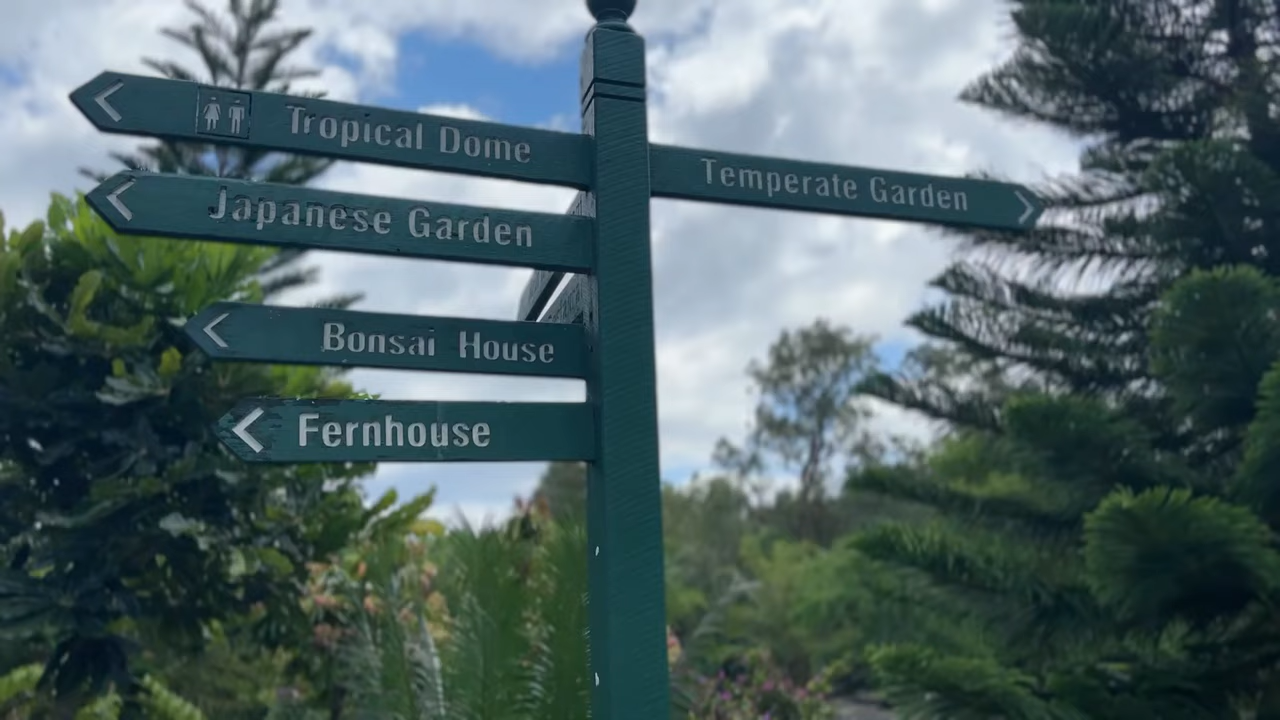 Tropical Dome
Temperate Garden
Japanese Garden
Bonsai House
Fernhouse